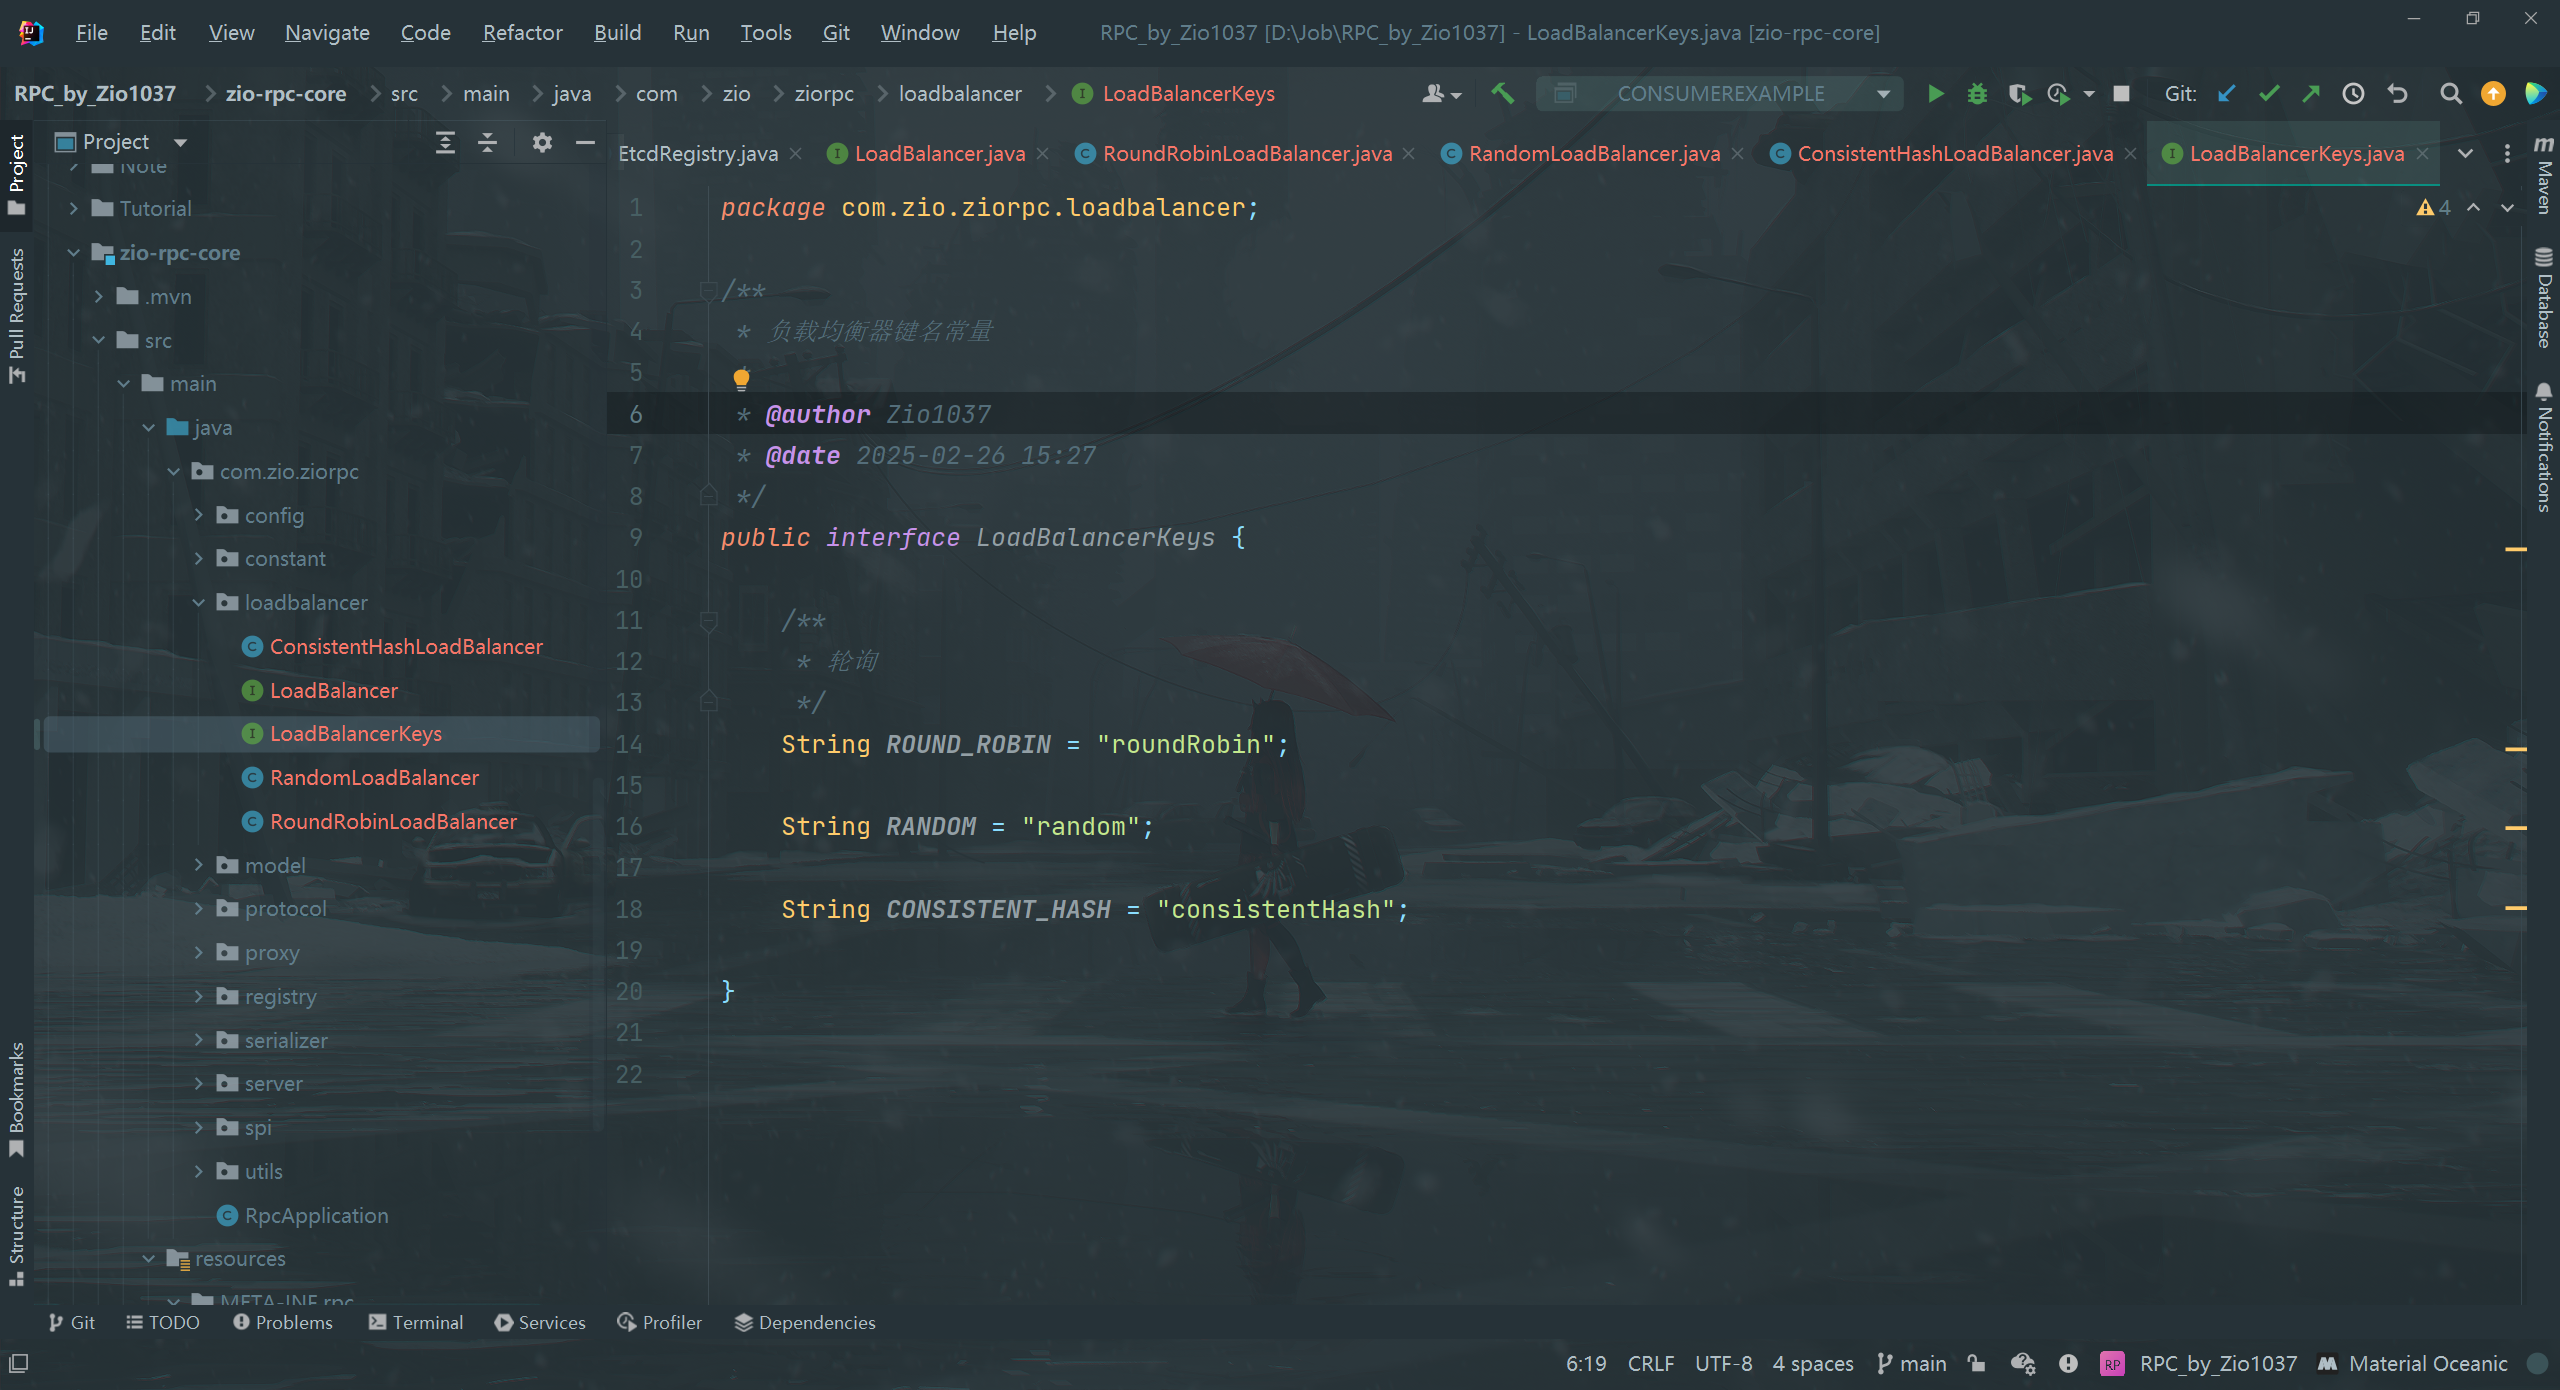 File Edit View Navigate Code Refactor Build Run Tools Git Window Help RPC_by_Zio1037 [D:\Job\RPC_by_Zio1037] - LoadBalancerKeys.java [zio-rpc-core]
RPC_by_Zio1037 zio-rpc-core src main java com zio ziorpc loadbalancer LoadBalancerKeys CONSUMEREXAMPLE Git:
Project
EtcdRegistry.java LoadBalancer.java RoundRobinLoadBalancer.java RandomLoadBalancer.java ConsistentHashLoadBalancer.java LoadBalancerKeys.java
Project
Pull Requests
Bookmarks
Structure
Note
Tutorial
zio-rpc-core
.mvn
src
main
java
com.zio.ziorpc
config
constant
loadbalancer
ConsistentHashLoadBalancer
LoadBalancer
LoadBalancerKeys
RandomLoadBalancer
RoundRobinLoadBalancer
model
protocol
proxy
registry
serializer
server
spi
utils
RpcApplication
resources
META-INF.rpc
1 package com.zio.ziorpc.loadbalancer;
2
3 /**
4 * 负载均衡器键名常量
5
6 * @author Zio1037
7 * @date 2025-02-26 15:27
8 */
9 public interface LoadBalancerKeys {
10
11 /**
12 * 轮询
13 */
14 String ROUND_ROBIN = "roundRobin";
15
16 String RANDOM = "random";
17
18 String CONSISTENT_HASH = "consistentHash";
19
20 }
21
22
4
Maven
Database
Notifications
Git TODO Problems Terminal Services Profiler Dependencies
6:19 CRLF UTF-8 4 spaces main RP RPC_by_Zio1037 Material Oceanic